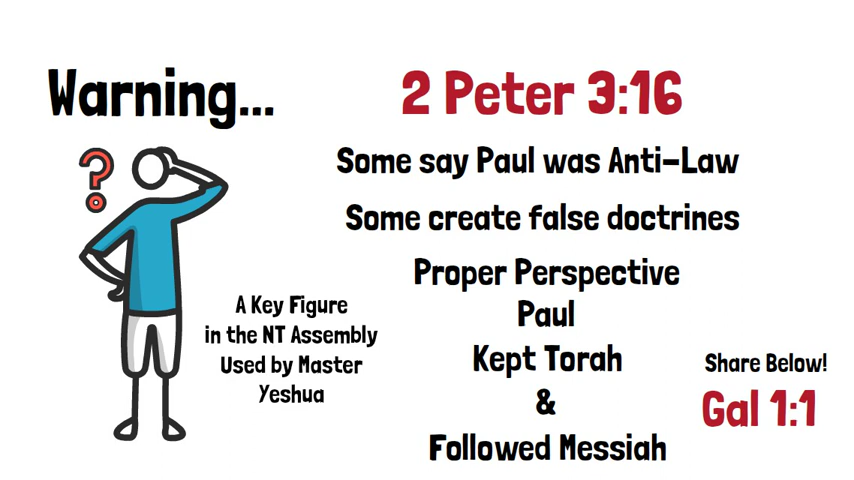 Warning...
2 Peter 3:16
?
Some say Paul was Anti-Law
Some create false doctrines
Proper Perspective
Paul
Kept Torah
&
Followed Messiah
A Key Figure
in the NT Assembly
Used by Master
Yeshua
Share Below!
Gal 1:1